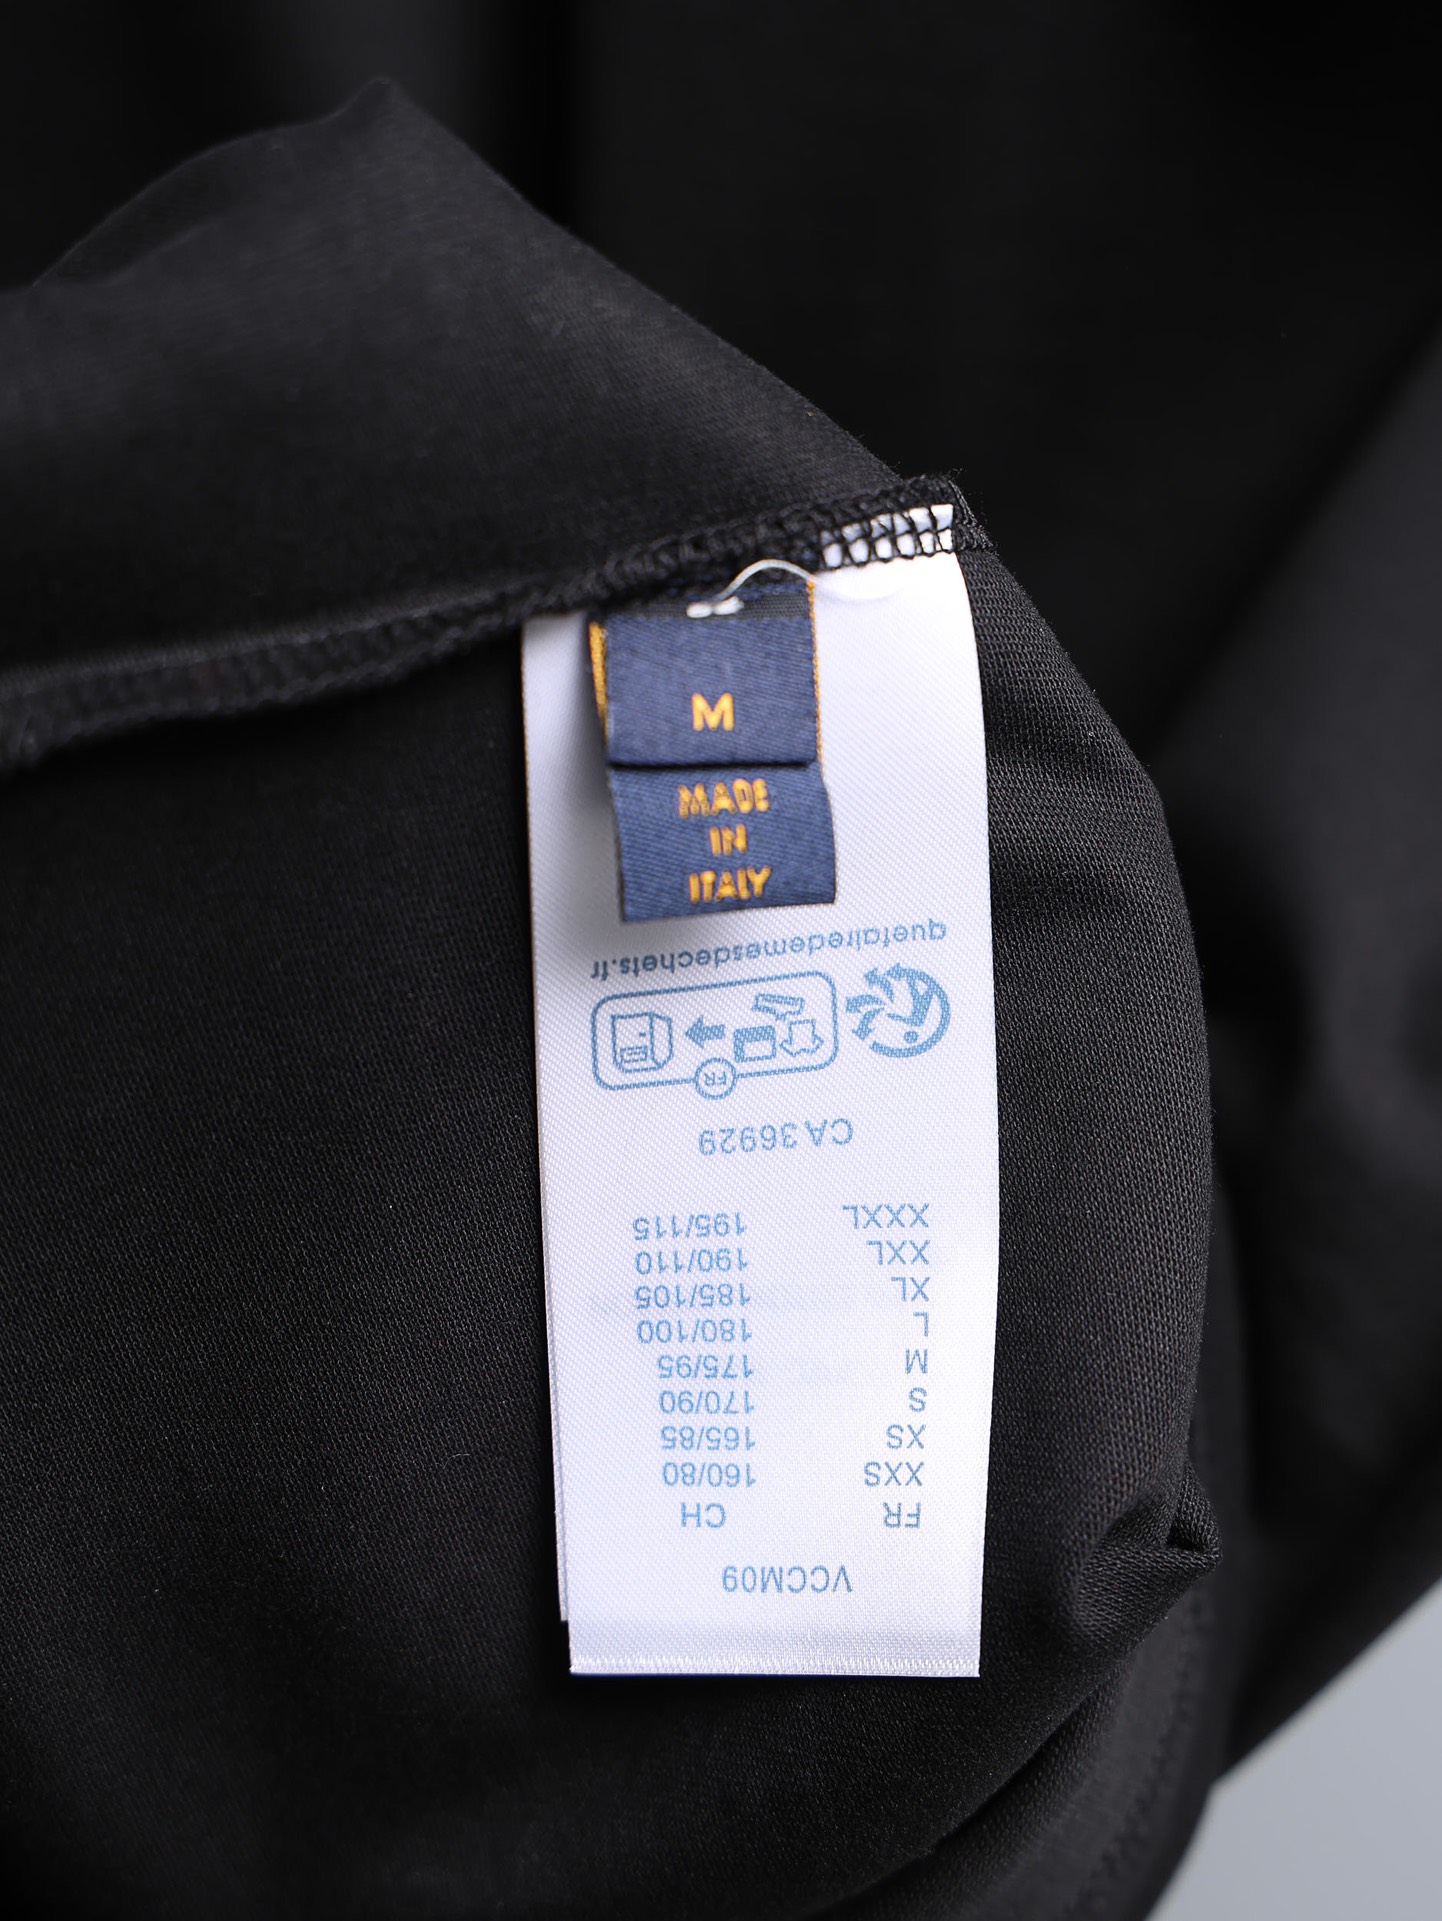 M
MADE
IN
ITALY
VCCM09
FR CH
XXS 160/80
XS 165/85
S 170/90
M 175/95
L 180/100
XL 185/105
XXL 190/110
XXXL 195/115
CA 36929
FR
quefairedemesdechets.fr